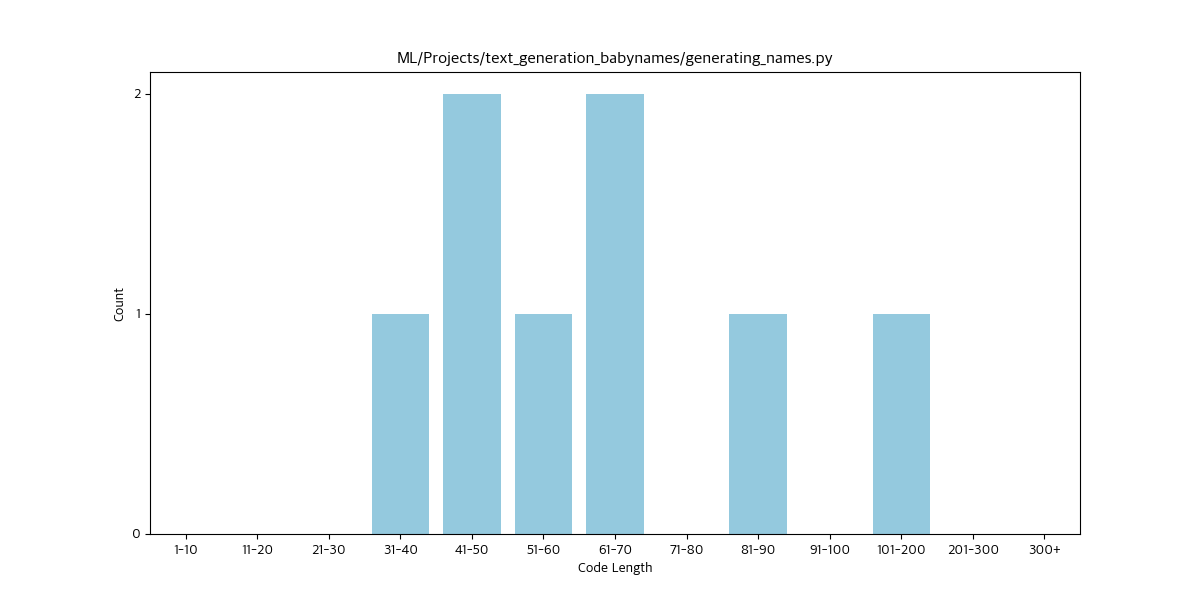 ML/Projects/text_generation_babynames/generating_names.py
2
1
0
Count
1-10 11-20 21-30 31-40 41-50 51-60 61-70 71-80 81-90 91-100 101-200 201-300 300+
Code Length